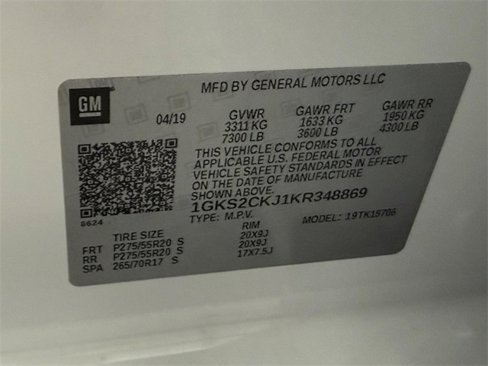 GM
MFD BY GENERAL MOTORS LLC
04/19
GVWR GAWR FRT GAWR RR
3311 KG 1633 KG 1950 KG
7300 LB 3600 LB 4300 LB
THIS VEHICLE CONFORMS TO ALL
APPLICABLE U.S. FEDERAL MOTOR
VEHICLE SAFETY STANDARDS IN EFFECT
ON THE DATE OF MANUFACTURE
SHOWN ABOVE.
1GKS2CKJ1KR348869
8624
TYPE: M.P.V. MODEL: 19TK15706
TIRE SIZE RIM
FRT P275/55R20 S 20X9J
RR P275/55R20 S 20X9J
SPA 265/70R17 S 17X7.5J